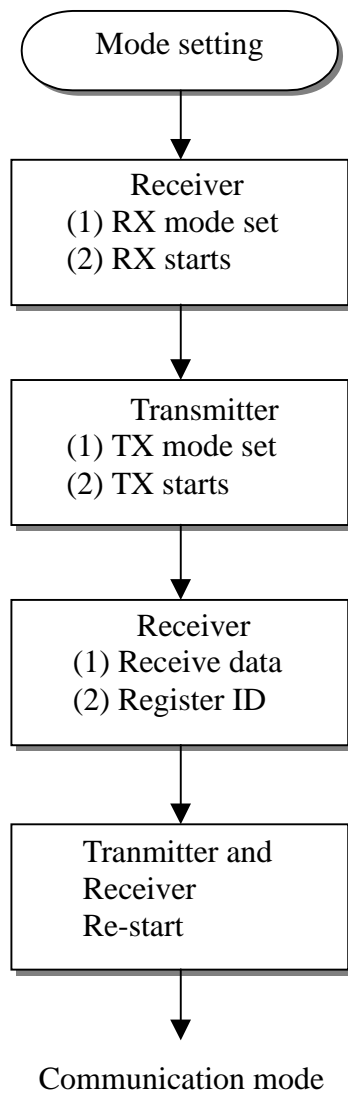 Mode setting
Receiver
(1) RX mode set
(2) RX starts
Transmitter
(1) TX mode set
(2) TX starts
Receiver
(1) Receive data
(2) Register ID
Tranmitter and
Receiver
Re-start
Communication mode